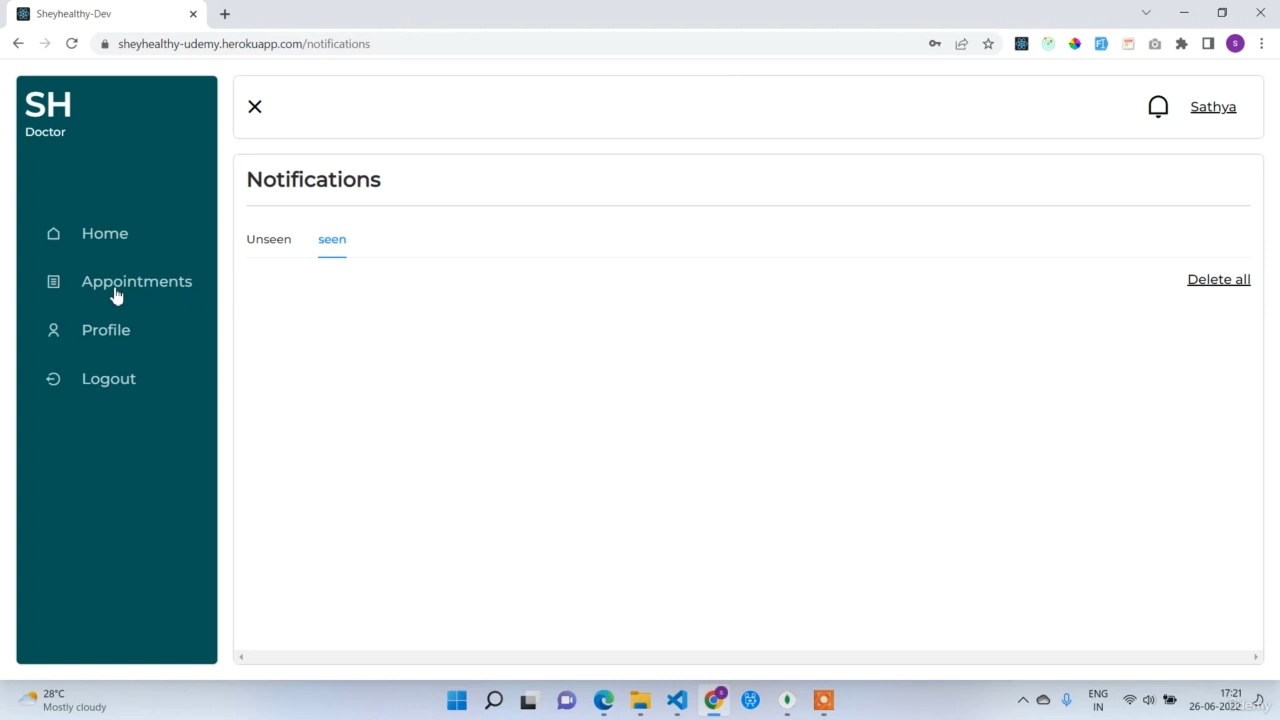 Sheyhealthy-Dev
sheyhealthy-udemy.herokuapp.com/notifications
SH
Doctor
Home
Appointments
Profile
Logout
Sathya
Notifications
Unseen
seen
Delete all
28°C
Mostly cloudy
ENG
IN
17:21
26-06-2022